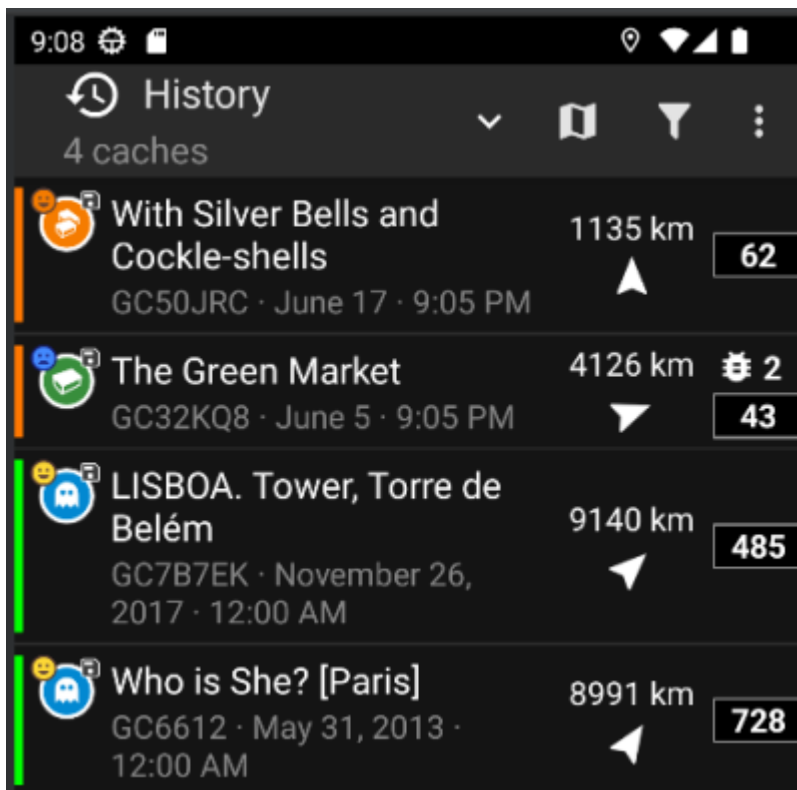 9:08
History
4 caches
With Silver Bells and
Cockle-shells
GC50JRC · June 17 · 9:05 PM
1135 km
62
The Green Market
GC32KQ8 · June 5 · 9:05 PM
4126 km
2
43
LISBOA. Tower, Torre de
Belém
GC7B7EK · November 26,
2017 · 12:00 AM
9140 km
485
Who is She? [Paris]
GC6612 · May 31, 2013 ·
12:00 AM
8991 km
728